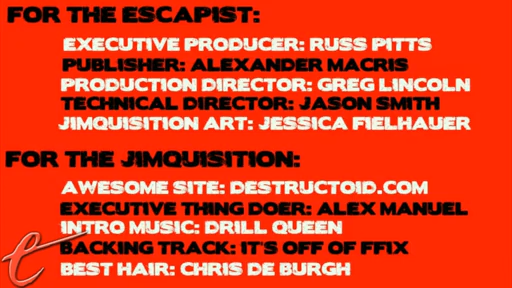 FOR THE ESCAPIST:
EXECUTIVE PRODUCER: RUSS PITTS
PUBLISHER: ALEXANDER MACRIS
PRODUCTION DIRECTOR: GREG LINCOLN
TECHNICAL DIRECTOR: JASON SMITH
JIMQUISITION ART: JESSICA FIELHAUER
FOR THE JIMQUISITION:
AWESOME SITE: DESTRUCTOID.COM
EXECUTIVE THING DOER: ALEX MANUEL
INTRO MUSIC: DRILL QUEEN
BACKING TRACK: IT'S OFF OF FFIX
BEST HAIR: CHRIS DE BURGH
e